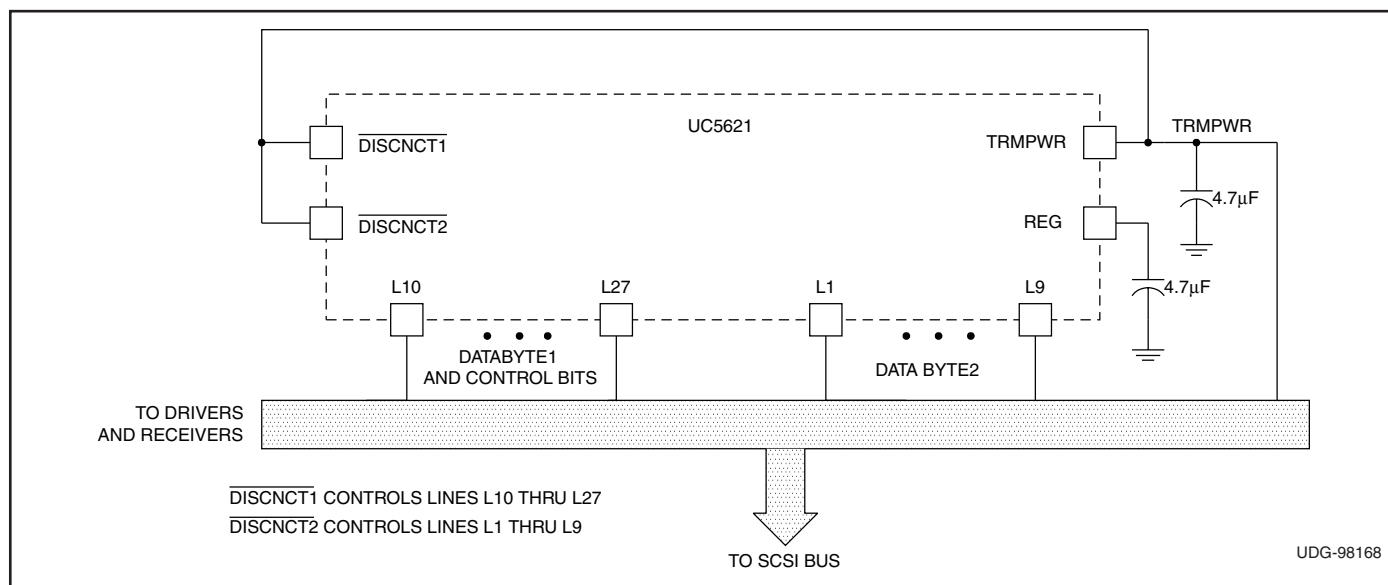 UC5621
DISCNCT1
TRMPWR
TRMPWR
4.7µF
DISCNCT2
REG
4.7µF
L10
L27
L1
L9
DATABYTE1
AND CONTROL BITS
DATA BYTE2
TO DRIVERS
AND RECEIVERS
DISCNCT1 CONTROLS LINES L10 THRU L27
DISCNCT2 CONTROLS LINES L1 THRU L9
TO SCSI BUS
UDG-98168